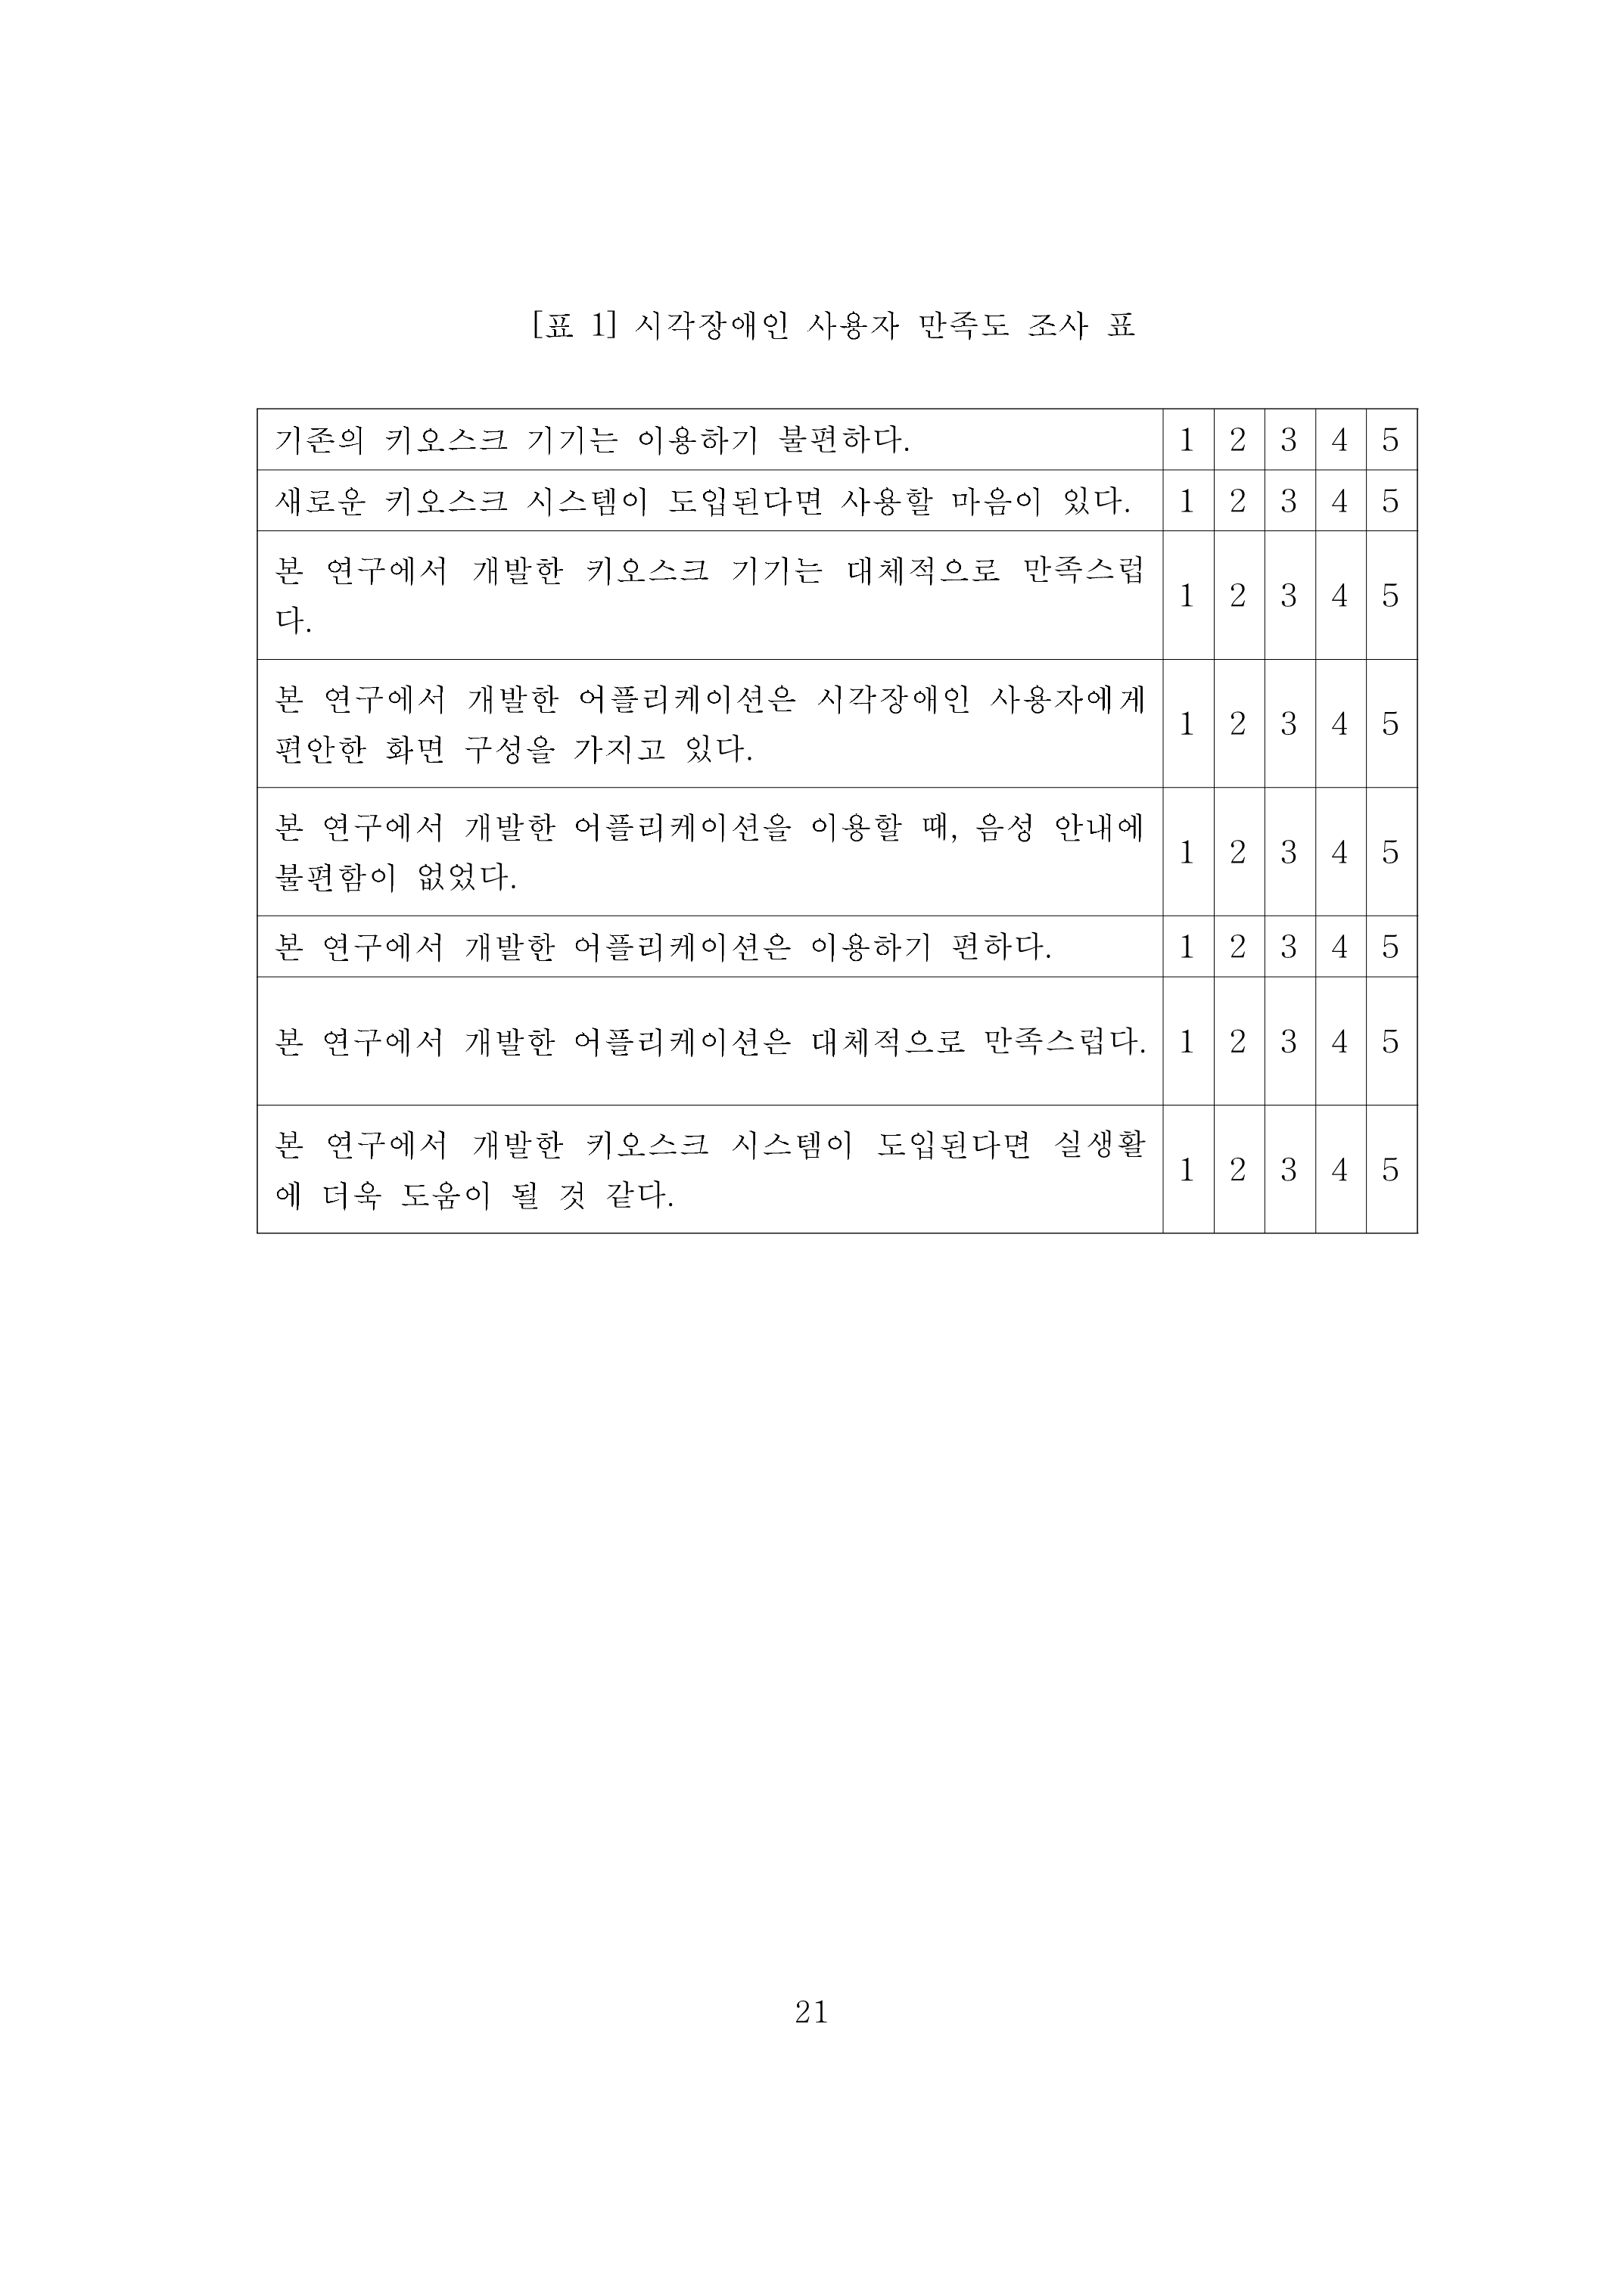 [표 1] 시각장애인 사용자 만족도 조사 표
기존의 키오스크 기기는 이용하기 불편하다. 1 2 3 4 5
새로운 키오스크 시스템이 도입된다면 사용할 마음이 있다. 1 2 3 4 5
본 연구에서 개발한 키오스크 기기는 대체적으로 만족스럽
다. 1 2 3 4 5
본 연구에서 개발한 어플리케이션은 시각장애인 사용자에게
편안한 화면 구성을 가지고 있다. 1 2 3 4 5
본 연구에서 개발한 어플리케이션을 이용할 때, 음성 안내에
불편함이 없었다. 1 2 3 4 5
본 연구에서 개발한 어플리케이션은 이용하기 편하다. 1 2 3 4 5
본 연구에서 개발한 어플리케이션은 대체적으로 만족스럽다. 1 2 3 4 5
본 연구에서 개발한 키오스크 시스템이 도입된다면 실생활
에 더욱 도움이 될 것 같다. 1 2 3 4 5
21